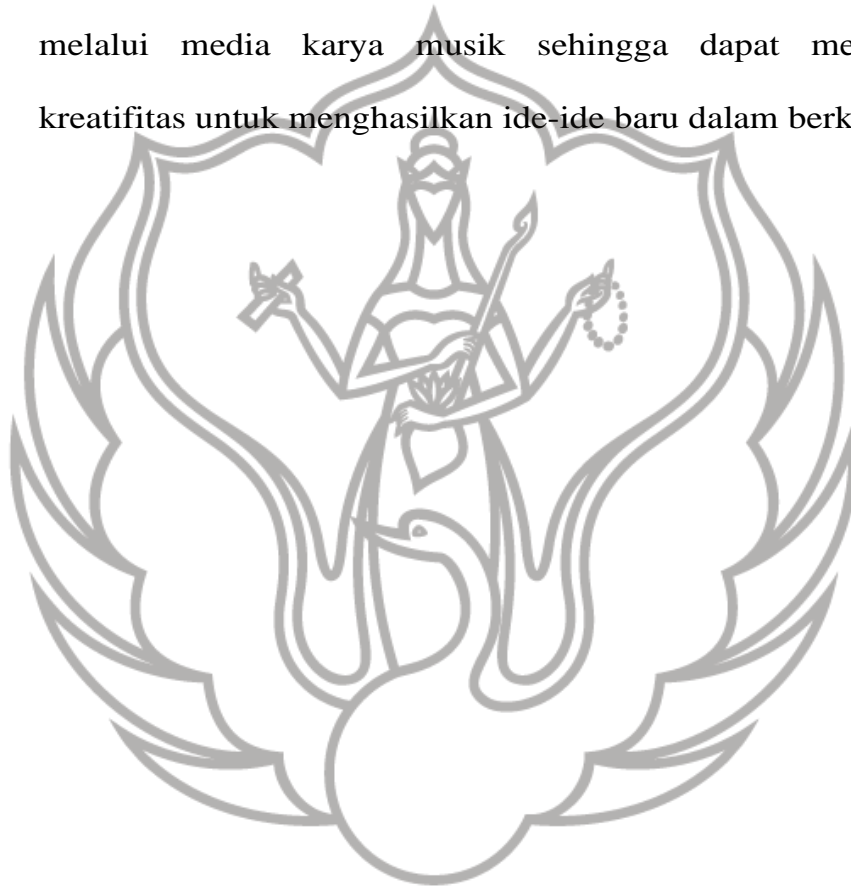 melalui media karya musik sehingga dapat me
kreatifitas untuk menghasilkan ide-ide baru dalam berk